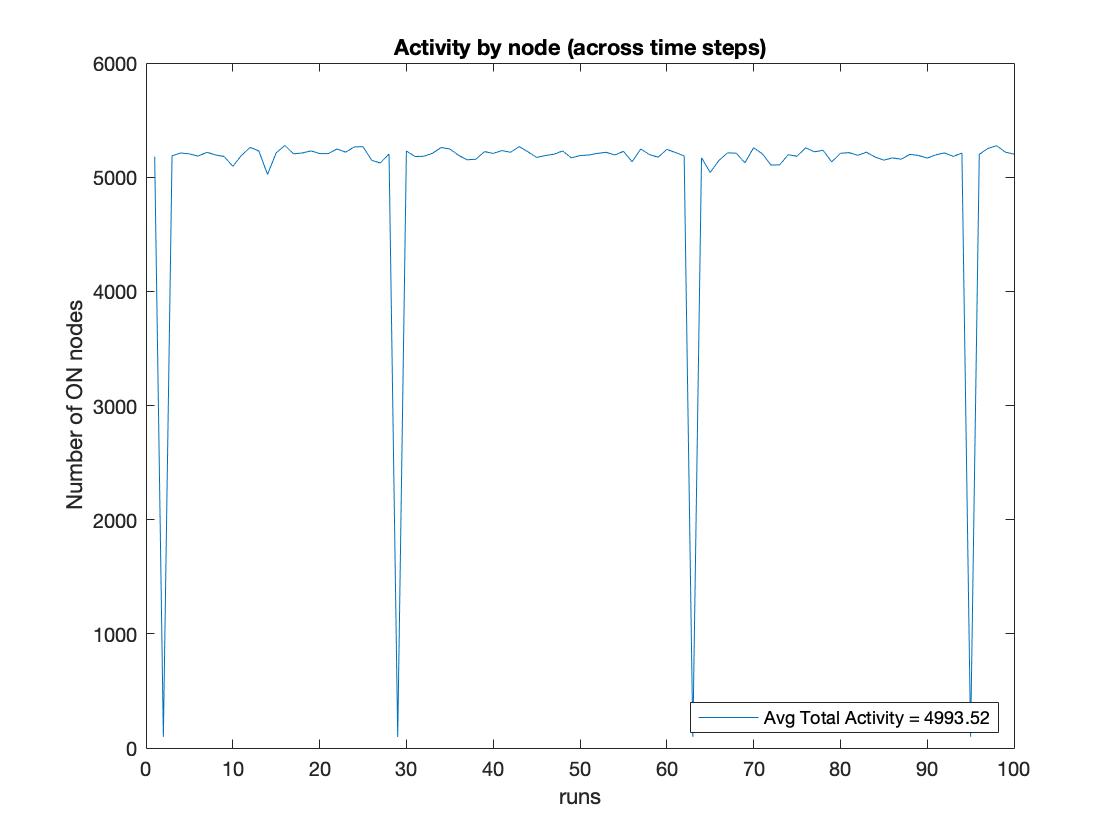 Activity by node (across time steps)
6000
5000
4000
3000
2000
1000
0
Number of ON nodes
Avg Total Activity = 4993.52
0 10 20 30 40 50 60 70 80 90 100
runs